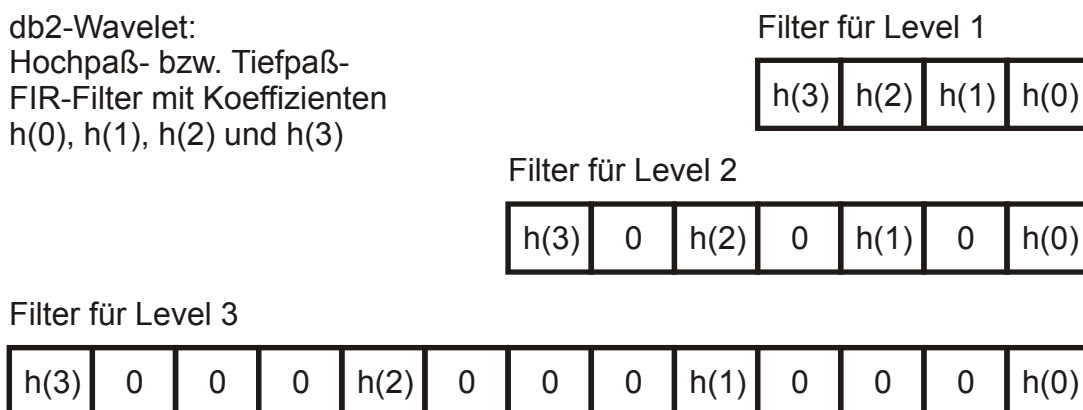 db2-Wavelet:
Hochpaß- bzw. Tiefpaß-
FIR-Filter mit Koeffizienten
h(0), h(1), h(2) und h(3)
Filter für Level 1
h(3) h(2) h(1) h(0)
Filter für Level 2
h(3) 0 h(2) 0 h(1) 0 h(0)
Filter für Level 3
h(3) 0 0 0 h(2) 0 0 0 h(1) 0 0 0 h(0)